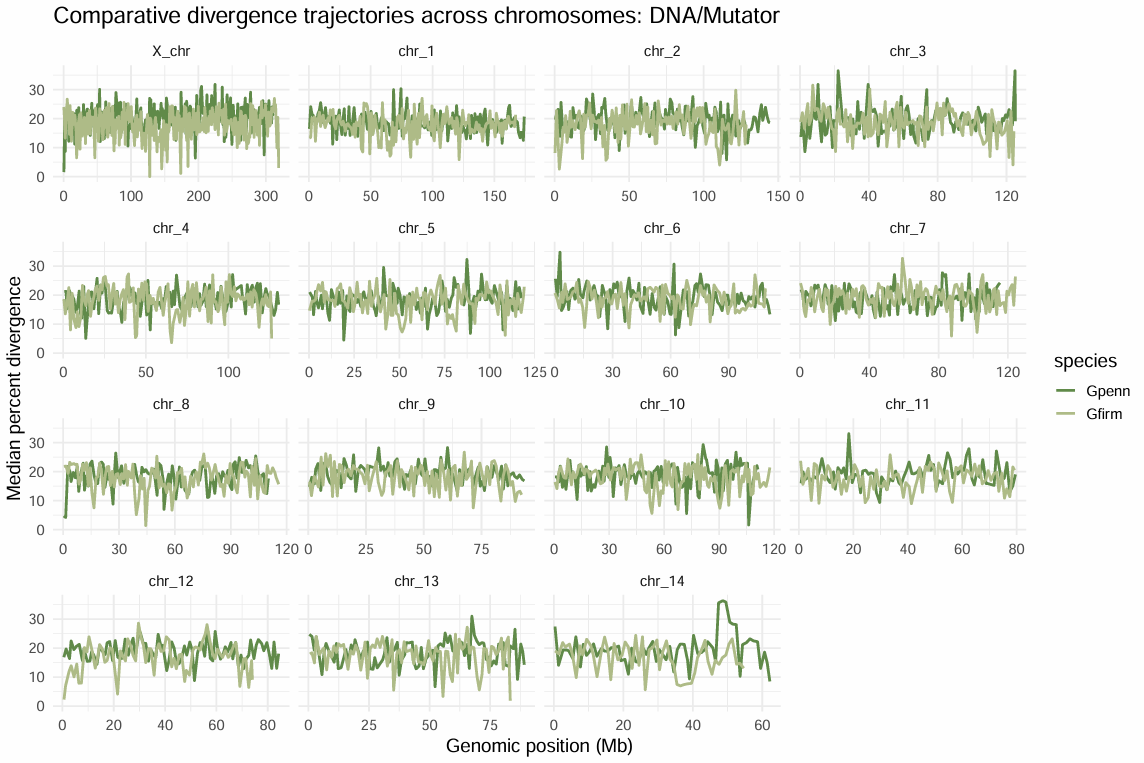 Comparative divergence trajectories across chromosomes: DNA/Mutator
X_chr chr_1 chr_2 chr_3
30
20
10
0
0 100 200 300 0 50 100 150 0 50 100 150 0 40 80 120
chr_4 chr_5 chr_6 chr_7
30
20
10
0
0 50 100 0 25 50 75 100 125 0 30 60 90 0 40 80 120
chr_8 chr_9 chr_10 chr_11
30
20
10
0
0 30 60 90 120 0 25 50 75 0 30 60 90 120 0 20 40 60 80
chr_12 chr_13 chr_14
30
20
10
0
0 20 40 60 80 0 25 50 75 0 20 40 60
Median percent divergence
Genomic position (Mb)
species
Gpenn
Gfirm